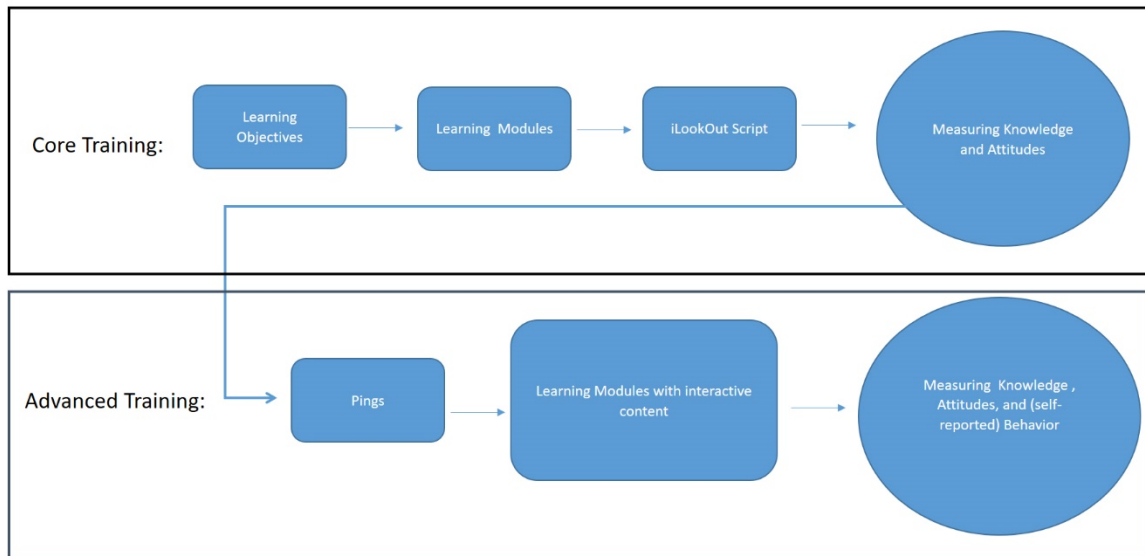 Core Training:
Learning
Objectives
Learning Modules
iLookOut Script
Measuring Knowledge
and Attitudes
Advanced Training:
Pings
Learning Modules with interactive
content
Measuring Knowledge ,
Attitudes, and (self-
reported) Behavior